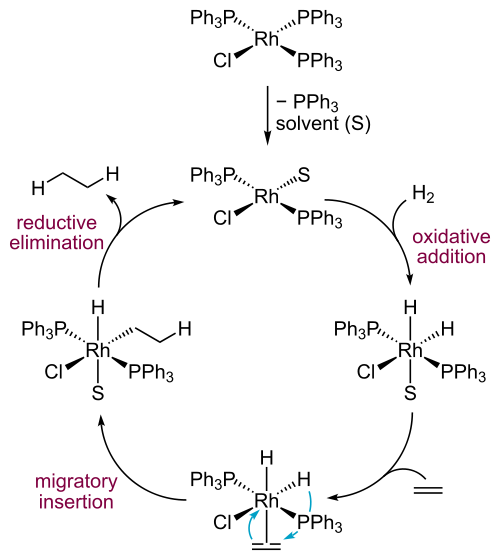 Ph3P Rh PPh3
Cl PPh3
– PPh3
solvent (S)
Ph3P Rh S
Cl PPh3
H H
reductive
elimination
H2
oxidative
addition
H
Ph3P Rh H
Cl PPh3
S
H H
Ph3P Rh
Cl PPh3
S
migratory
insertion
H
Ph3P Rh H
Cl PPh3